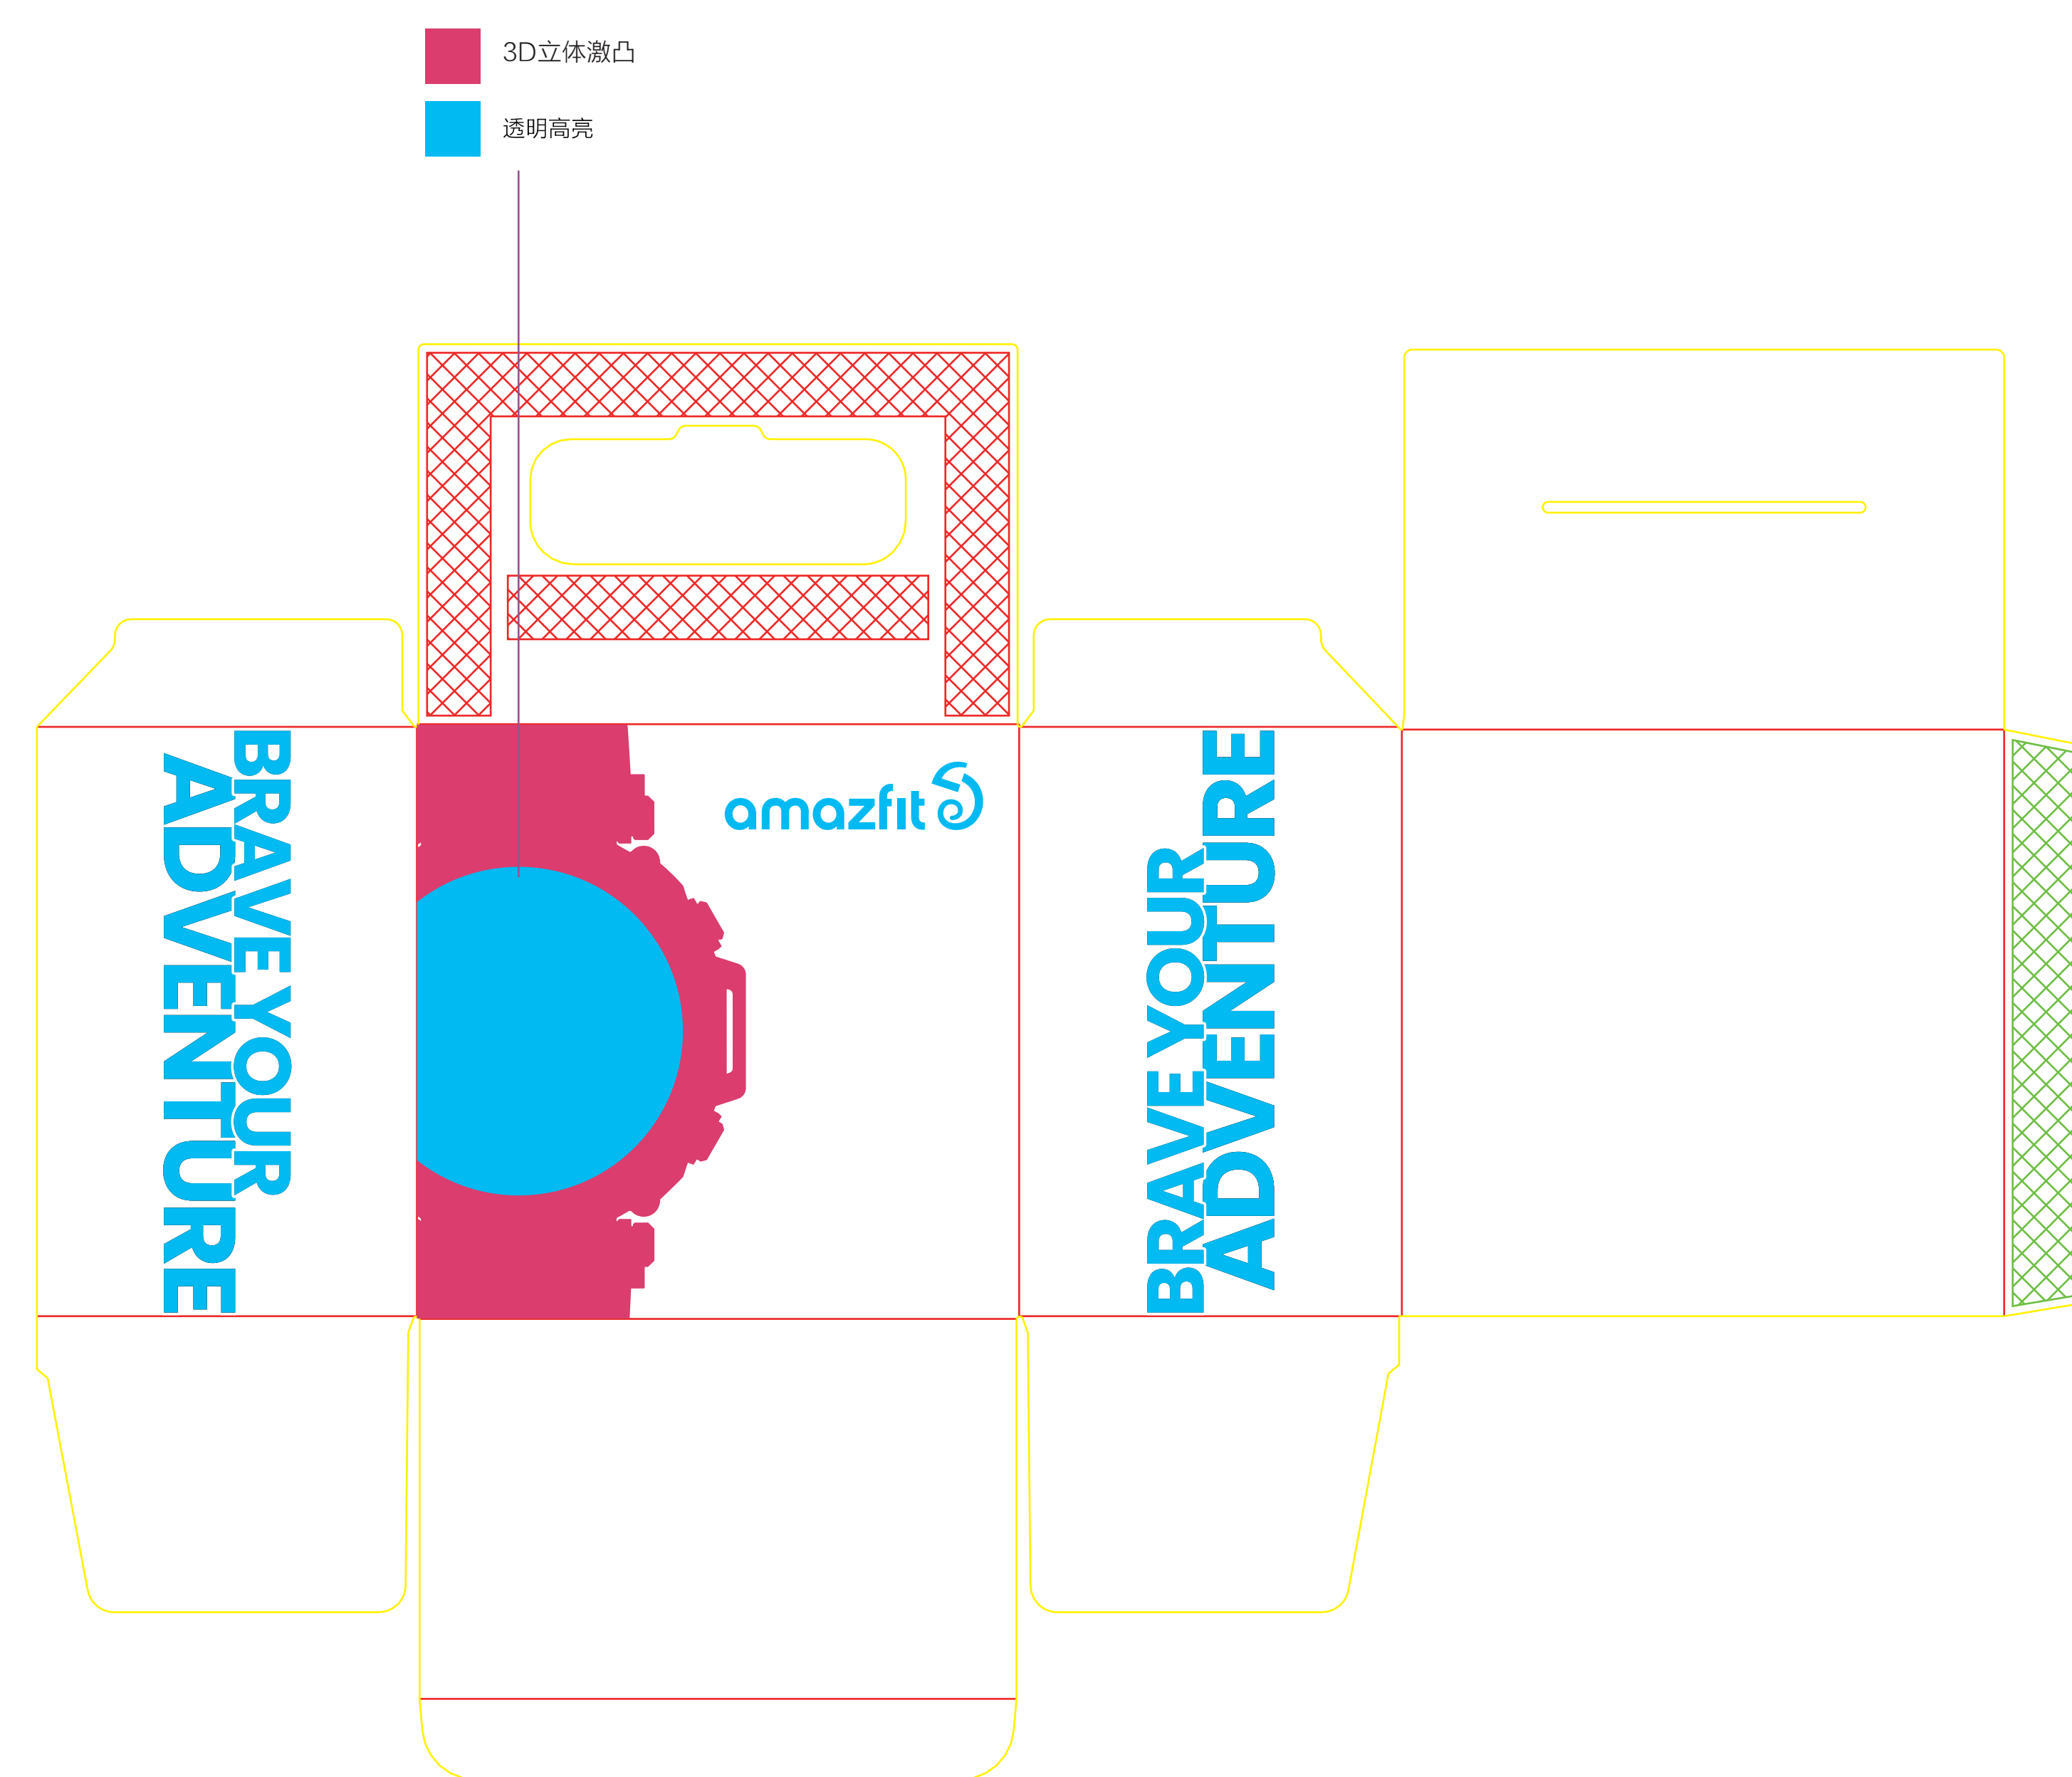 3D立体激凸
透明高亮
amazfit
BRAVE YOUR
ADVENTURE
BRAVE YOUR
ADVENTURE